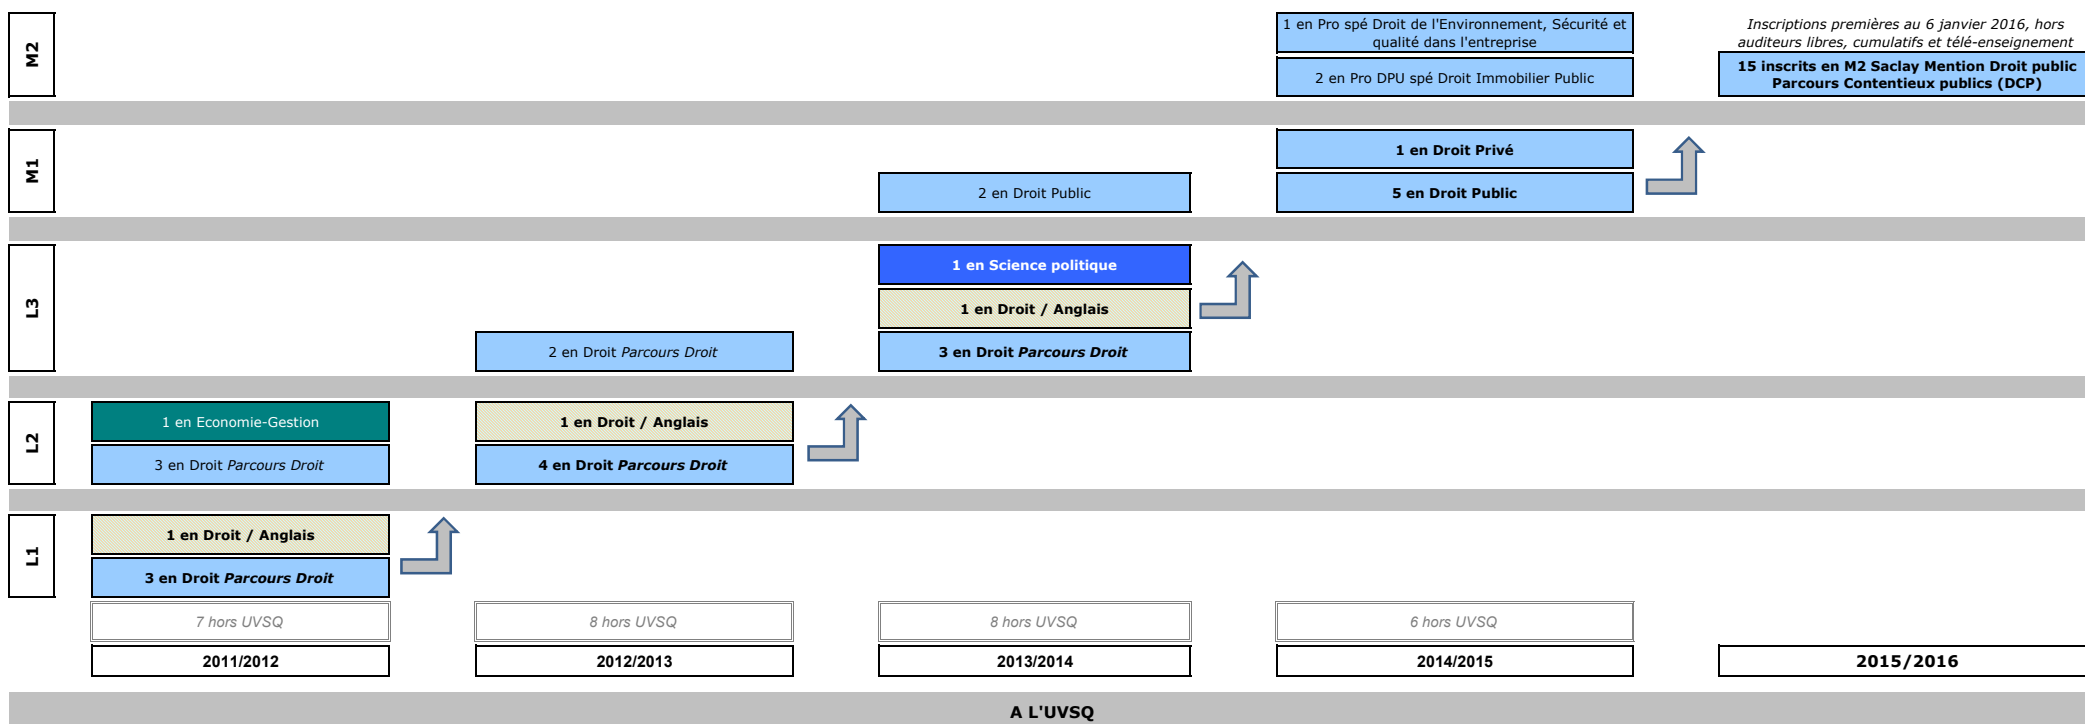 M2
1 en Pro spé Droit de l'Environnement, Sécurité et
qualité dans l'entreprise
2 en Pro DPU spé Droit Immobilier Public
Inscriptions premières au 6 janvier 2016, hors
auditeurs libres, cumulatifs et télé-enseignement
15 inscrits en M2 Saclay Mention Droit public
Parcours Contentieux publics (DCP)
M1
1 en Droit Privé
2 en Droit Public
5 en Droit Public
L3
1 en Science politique
1 en Droit / Anglais
2 en Droit Parcours Droit
3 en Droit Parcours Droit
L2
1 en Economie-Gestion
1 en Droit / Anglais
3 en Droit Parcours Droit
4 en Droit Parcours Droit
L1
1 en Droit / Anglais
3 en Droit Parcours Droit
7 hors UVSQ
8 hors UVSQ
8 hors UVSQ
6 hors UVSQ
2011/2012
2012/2013
2013/2014
2014/2015
2015/2016
A L'UVSQ